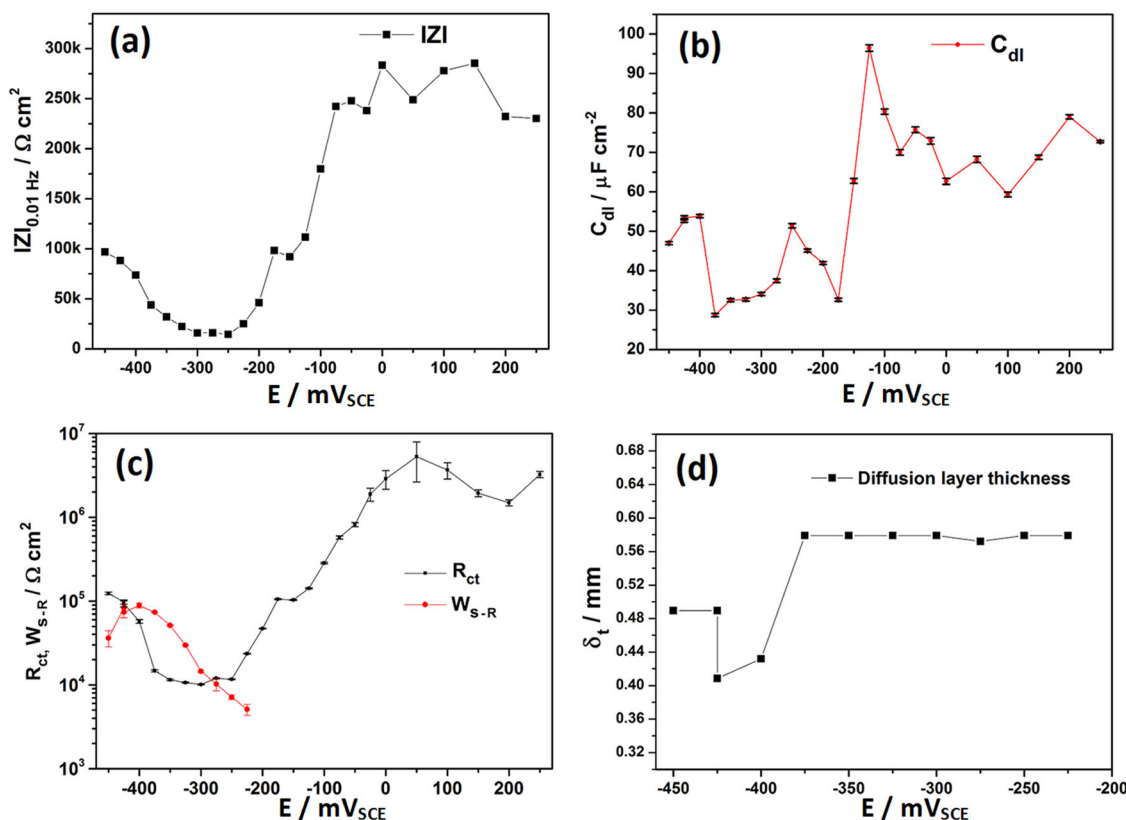 (a)
IZI
350k
300k
250k
200k
150k
100k
50k
0
IZI0.01 Hz / Ω cm2
-400 -300 -200 -100 0 100 200
E / mVSCE
(b)
Cdl
100
90
80
70
60
50
40
30
20
Cdl / μF cm-2
-400 -300 -200 -100 0 100 200
E / mVSCE
(c)
Rct
Ws-R
107
106
105
104
103
Rct, Ws-R / Ω cm2
-400 -300 -200 -100 0 100 200
E / mVSCE
(d)
Diffusion layer thickness
0.68
0.64
0.60
0.56
0.52
0.48
0.44
0.40
0.36
0.32
δt / mm
-450 -400 -350 -300 -250 -200
E / mVSCE